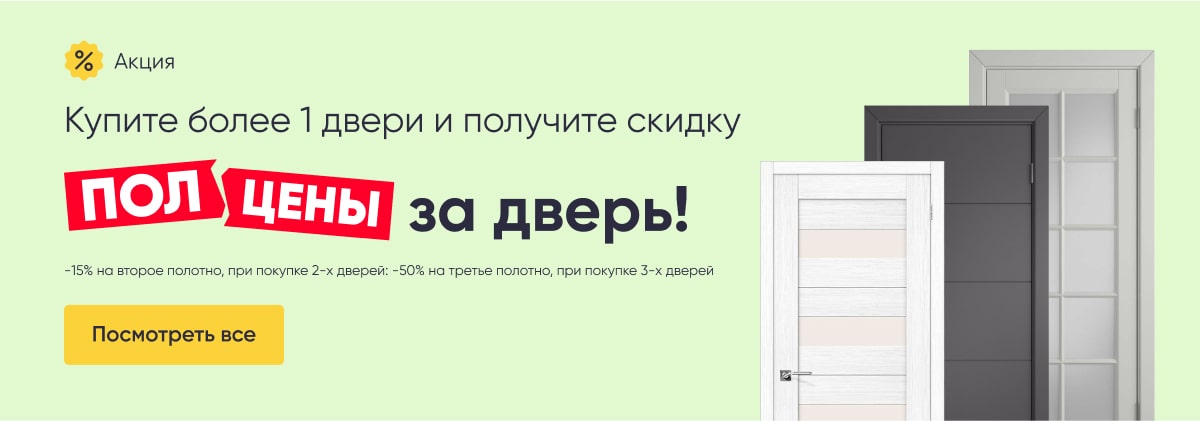 %
Акция
Купите более 1 двери и получите скидку
ПОЛ ЦЕНЫ за дверь!
-15% на второе полотно, при покупке 2-х дверей: -50% на третье полотно, при покупке 3-х дверей
Посмотреть все